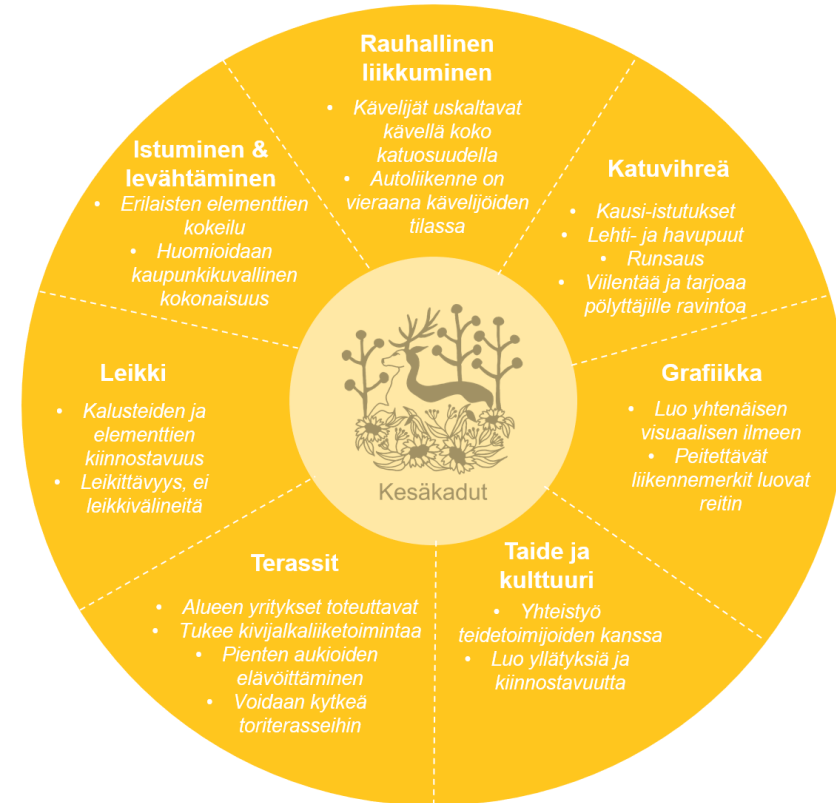 Rauhallinen
liikkuminen
• Kävelijät uskaltavat
kävellä koko
katuosuudella
• Autoliikenne on
vieraana kävelijöiden
tilassa
Katuvihreä
• Kausi-istutukset
• Lehti- ja havupuut
• Runsaus
• Viilentää ja tarjoaa
pölyttäjille ravintoa
Grafiikka
• Luo yhtenäisen
visuaalisen ilmeen
• Peitettävät
liikennemerkit luovat
reitin
Taide ja
kulttuuri
• Yhteistyö
teidetoimijoiden kanssa
• Luo yllätyksiä ja
kiinnostavuutta
Terassit
• Alueen yritykset toteuttavat
• Tukee kivijalkaliiketoimintaa
• Pienten aukioiden
elävöittäminen
• Voidaan kytkeä
toriterasseihin
Leikki
• Kalusteiden ja
elementtien
kiinnostavuus
• Leikittävyys, ei
leikkivälineitä
Istuminen &
levähtäminen
• Erilaisten elementtien
kokeilu
• Huomioidaan
kaupunkikuvallinen
kokonaisuus
Kesäkadut